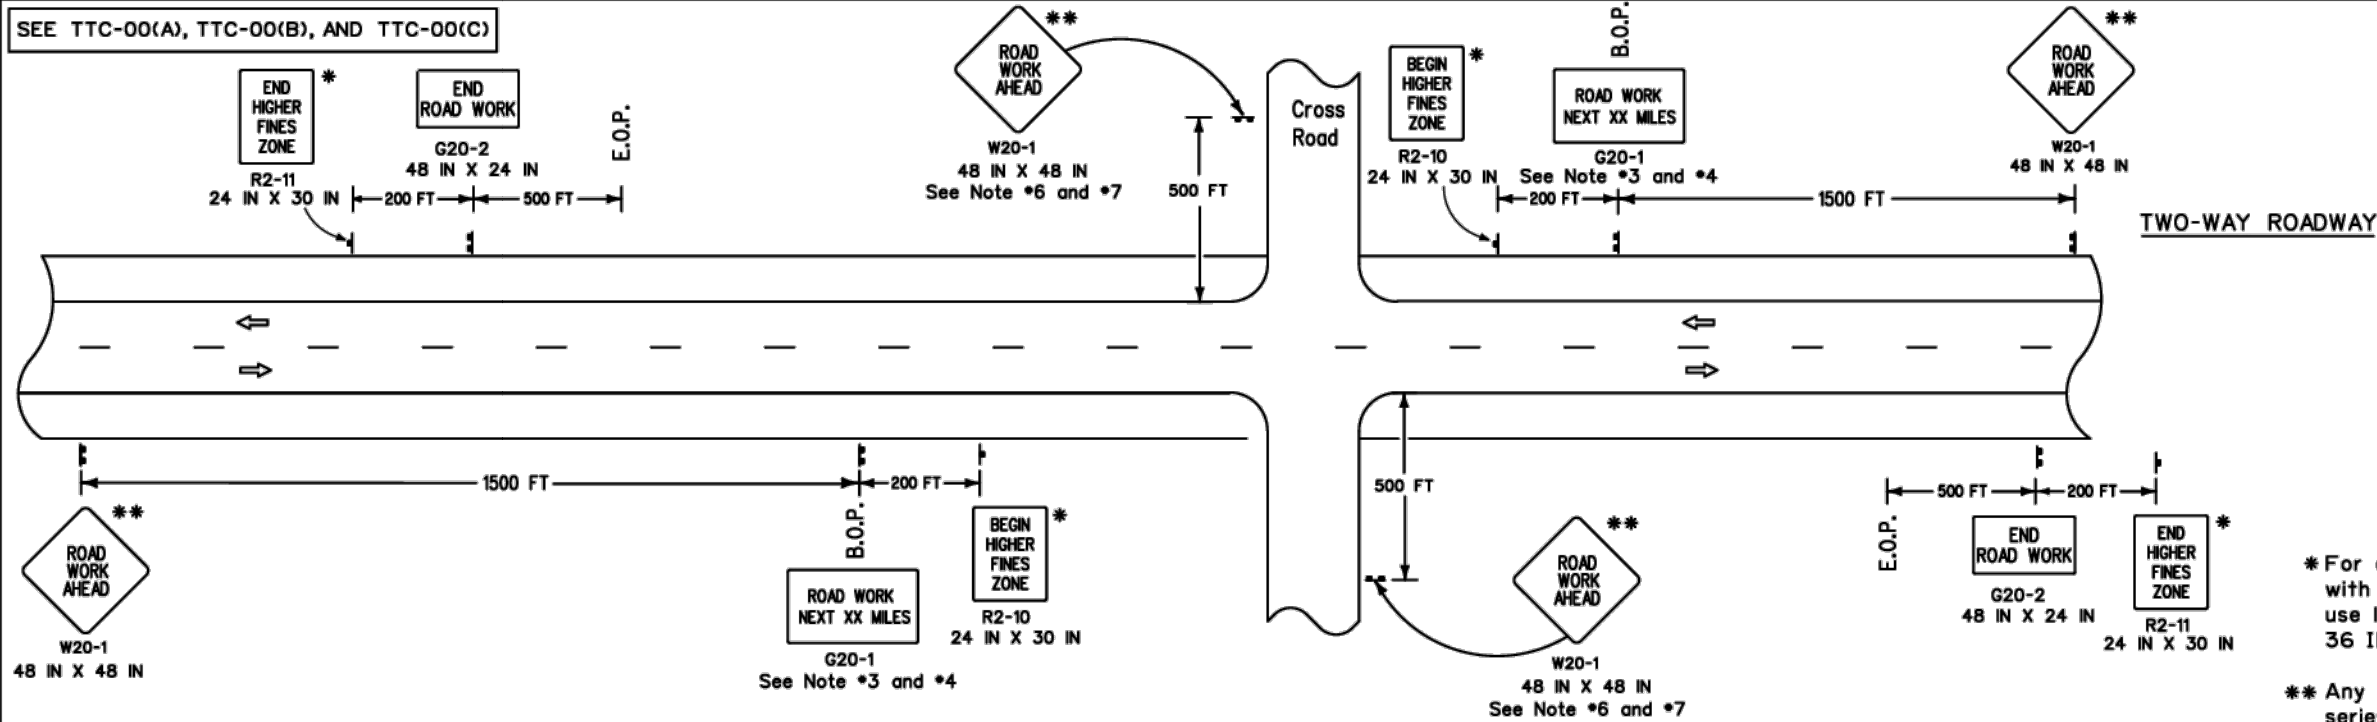 SEE TTC-00(A), TTC-00(B), AND TTC-00(C)
END
HIGHER
FINES
ZONE
*
R2-11
24 IN X 30 IN
END
ROAD WORK
G20-2
48 IN X 24 IN
E.O.P.
200 FT
500 FT
ROAD
WORK
AHEAD
**
W20-1
48 IN X 48 IN
See Note *6 and *7
500 FT
Cross
Road
BEGIN
HIGHER
FINES
ZONE
*
R2-10
24 IN X 30 IN
B.O.P.
ROAD WORK
NEXT XX MILES
G20-1
See Note *3 and *4
200 FT
1500 FT
ROAD
WORK
AHEAD
**
W20-1
48 IN X 48 IN
TWO-WAY ROADWAY
1500 FT
200 FT
ROAD
WORK
AHEAD
**
W20-1
48 IN X 48 IN
B.O.P.
ROAD WORK
NEXT XX MILES
G20-1
See Note *3 and *4
BEGIN
HIGHER
FINES
ZONE
*
R2-10
24 IN X 30 IN
500 FT
ROAD
WORK
AHEAD
**
W20-1
48 IN X 48 IN
See Note *6 and *7
500 FT
200 FT
E.O.P.
END
ROAD WORK
G20-2
48 IN X 24 IN
END
HIGHER
FINES
ZONE
*
R2-11
24 IN X 30 IN
* For
with
use
36
** Any